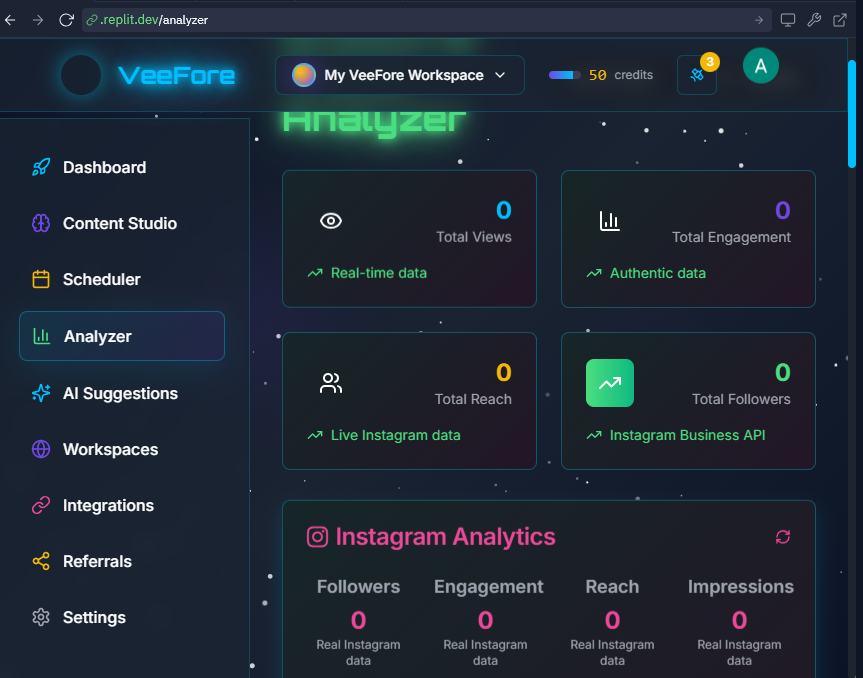 .replit.dev/analyzer
VeeFore
My VeeFore Workspace
50 credits
3
A
Analyzer
Dashboard
Content Studio
Scheduler
Analyzer
AI Suggestions
Workspaces
Integrations
Referrals
Settings
0
Total Views
Real-time data
0
Total Engagement
Authentic data
0
Total Reach
Live Instagram data
0
Total Followers
Instagram Business API
Instagram Analytics
Followers
0
Real Instagram
data
Engagement
0
Real Instagram
data
Reach
0
Real Instagram
data
Impressions
0
Real Instagram
data